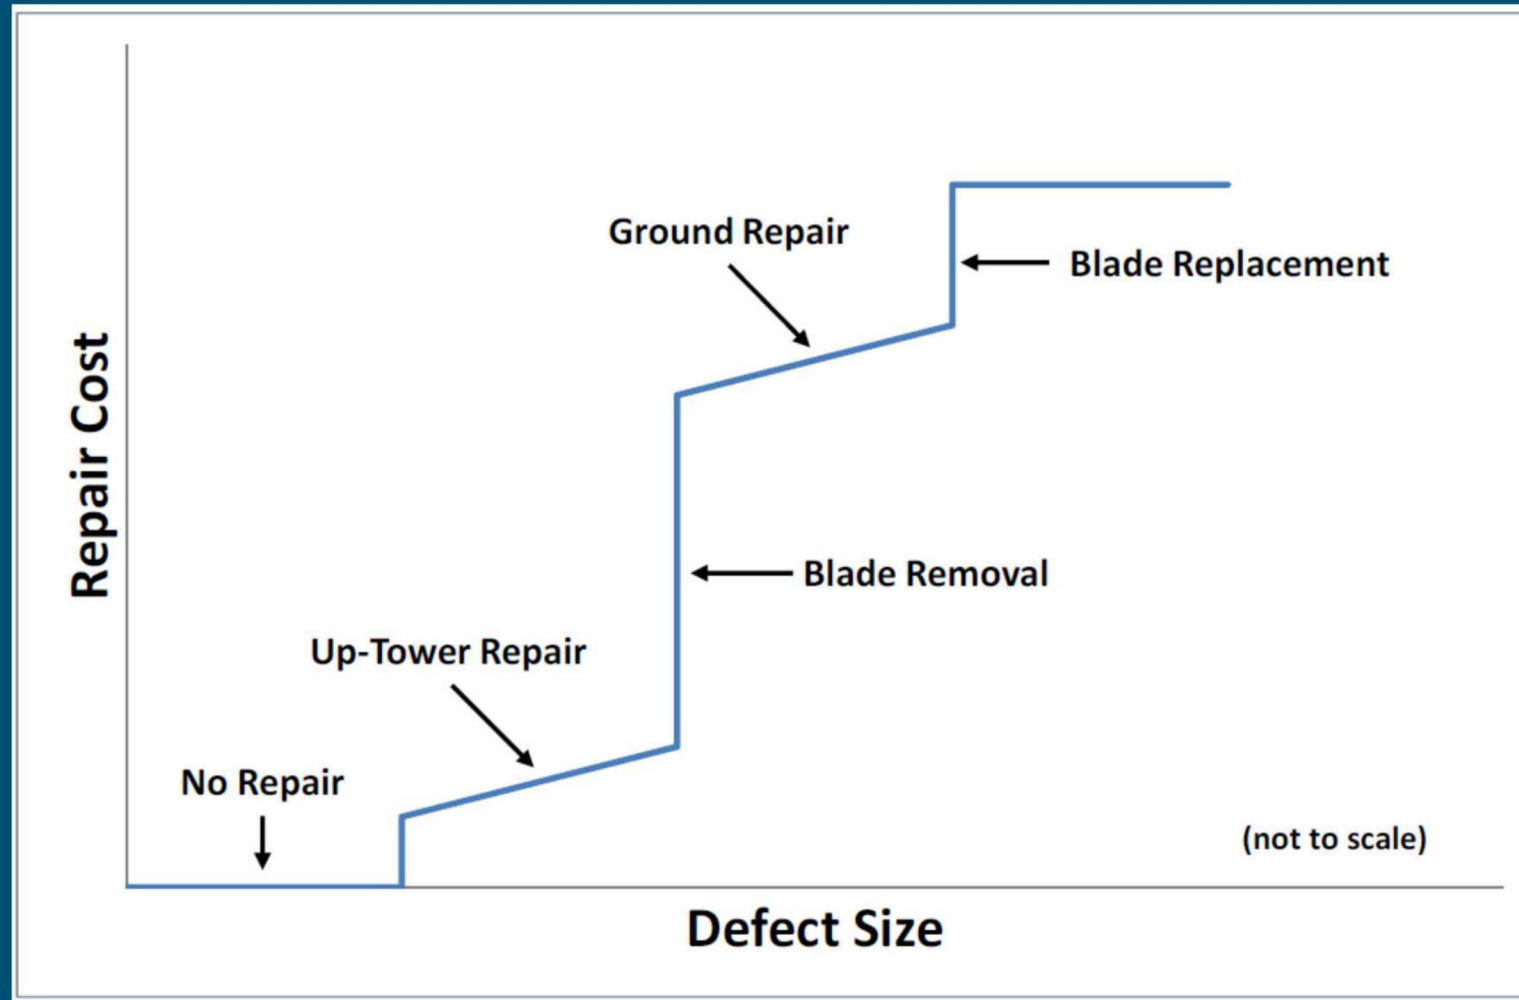 Ground Repair
Blade Replacement
Repair Cost
Blade Removal
Up-Tower Repair
No Repair
(not to scale)
Defect Size